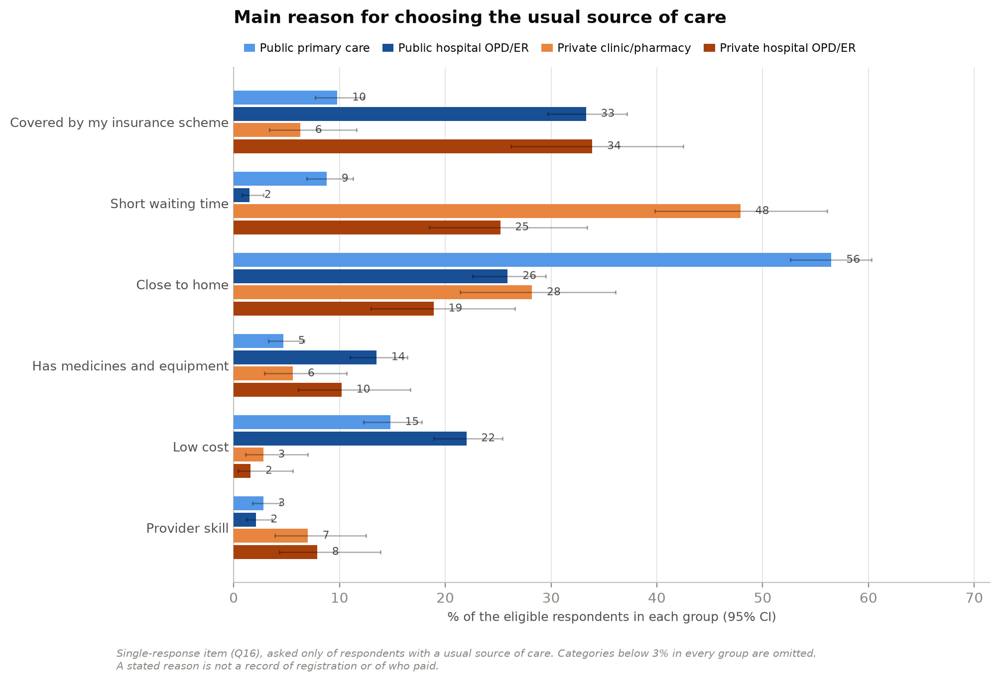 Main reason for choosing the usual source of care
Public primary care Public hospital OPD/ER Private clinic/pharmacy Private hospital OPD/ER
Covered by my insurance scheme
10
33
6
34
Short waiting time
9
2
48
25
Close to home
56
26
28
19
Has medicines and equipment
5
14
6
10
Low cost
15
22
3
2
Provider skill
3
2
7
8
0 10 20 30 40 50 60 70
% of the eligible respondents in each group (95% CI)
Single-response item (Q16), asked only of respondents with a usual source of care. Categories below 3% in every group are omitted.
A stated reason is not a record of registration or of who paid.